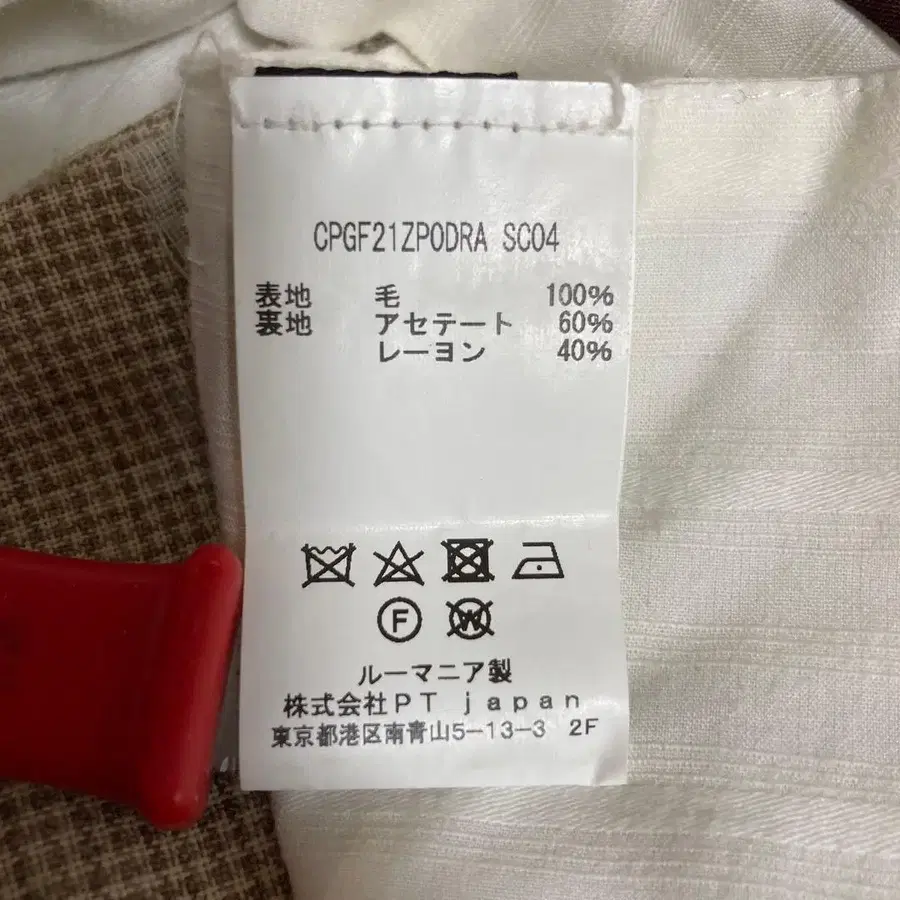 CPGF21ZP0DRA SC04
表地 毛 100%
裏地 アセテート 60%
レーヨン 40%
F
W
ルーマニア製
株式会社PT japan
東京都港区南青山5-13-3 2F